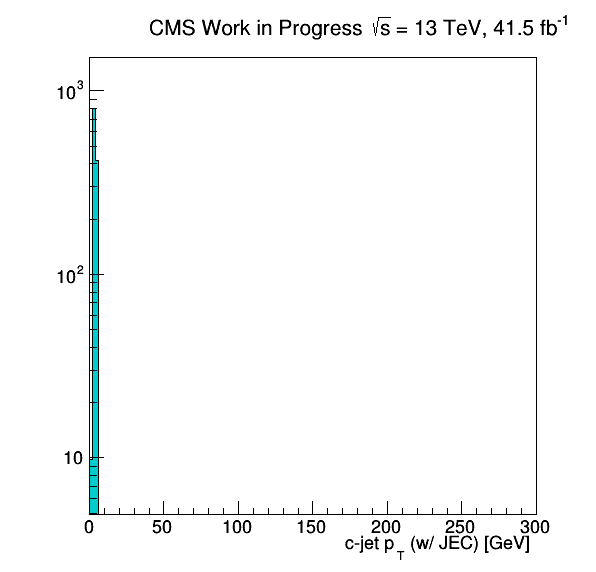 CMS Work in Progress √s = 13 TeV, 41.5 fb⁻¹
10³
10²
10
0 50 100 150 200 250 300
c-jet p_T (w/ JEC) [GeV]